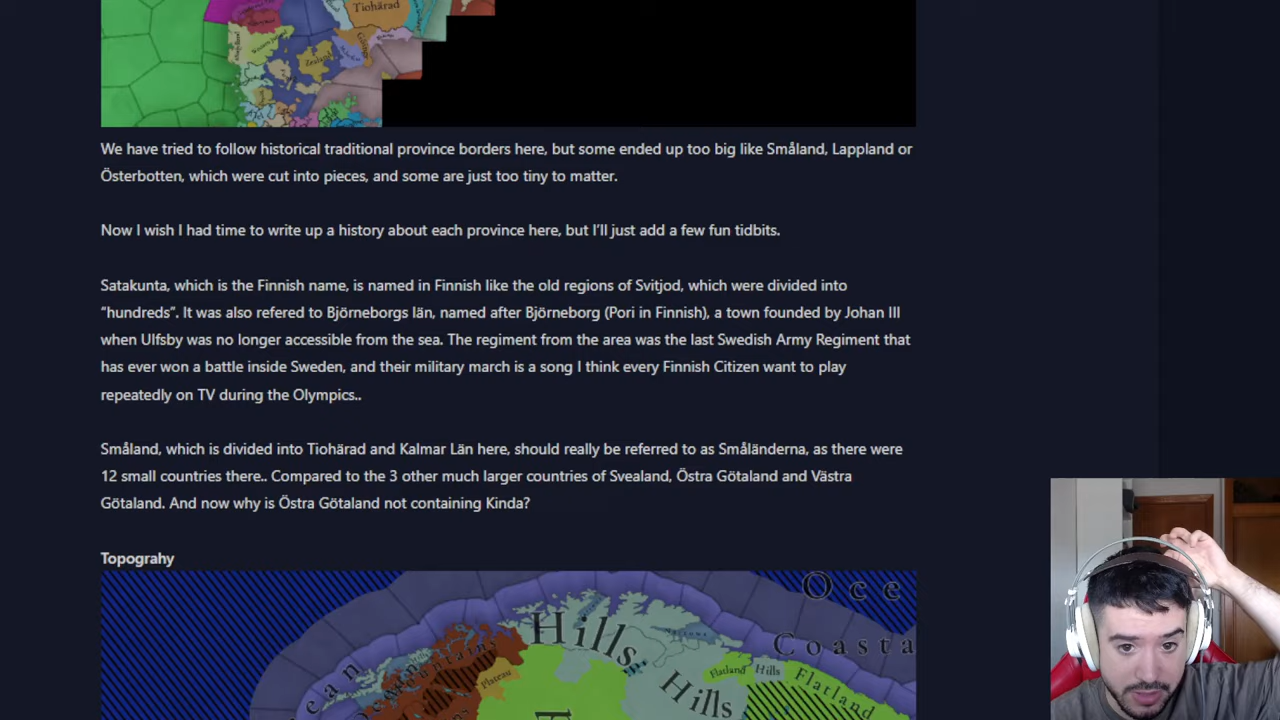 Tiohärad
Zealand
We have tried to follow historical traditional province borders here, but some ended up too big like Småland, Lappland or
Österbotten, which were cut into pieces, and some are just too tiny to matter.
Now I wish I had time to write up a history about each province here, but I'll just add a few fun tidbits.
Satakunta, which is the Finnish name, is named in Finnish like the old regions of Svitjod, which were divided into
“hundreds”. It was also refered to Björneborgs län, named after Björneborg (Pori in Finnish), a town founded by Johan III
when Ulfsby was no longer accessible from the sea. The regiment from the area was the last Swedish Army Regiment that
has ever won a battle inside Sweden, and their military march is a song I think every Finnish Citizen want to play
repeatedly on TV during the Olympics..
Småland, which is divided into Tiohärad and Kalmar Län here, should really be referred to as Småländerna, as there were
12 small countries there.. Compared to the 3 other much larger countries of Svealand, Östra Götaland and Västra
Götaland. And now why is Östra Götaland not containing Kinda?
Topograhy
Oce
Hills
Coasta
Flatland
Hills
Flatland
Plateau
Hills
ean